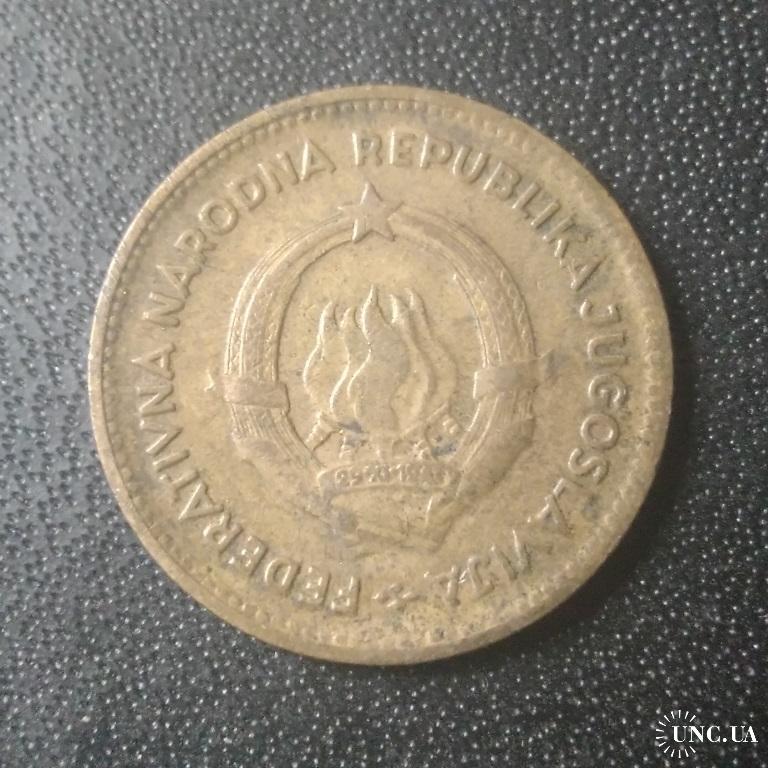 FEDERATIVNA NARODNA REPUBLIKA JUGOSLAVIJA
UNC.UA